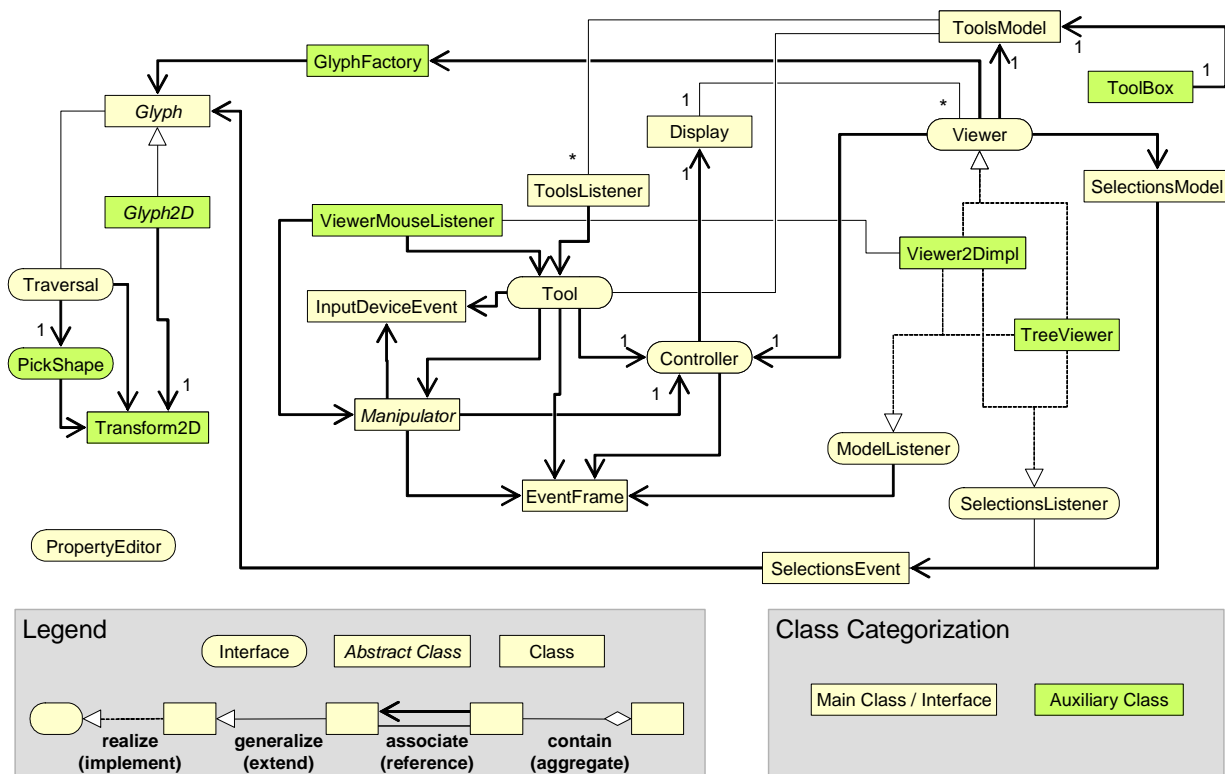 ToolsModel
1
1
GlyphFactory
1
ToolBox
Glyph
1
*
Display
Viewer
*
1
ToolsListener
SelectionsModel
Glyph2D
ViewerMouseListener
Viewer2Dimpl
Traversal
Tool
InputDeviceEvent
1
TreeViewer
1
1
PickShape
Controller
1
1
Transform2D
Manipulator
1
ModelListener
EventFrame
SelectionsListener
PropertyEditor
SelectionsEvent
Legend
Interface
Abstract Class
Class
realize
(implement)
generalize
(extend)
associate
(reference)
contain
(aggregate)
Class Categorization
Main Class / Interface
Auxiliary Class